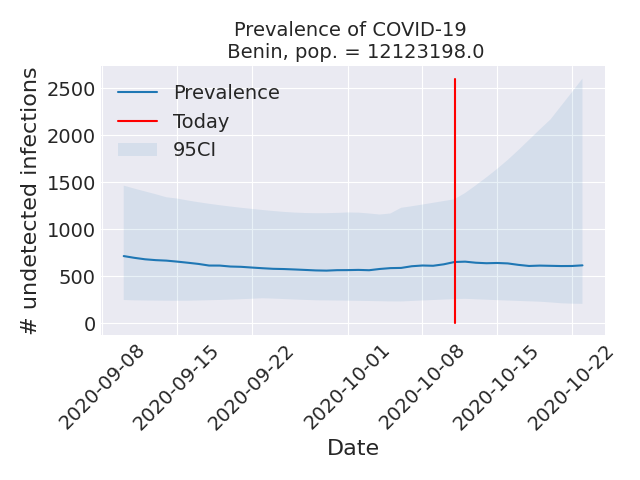 Prevalence of COVID-19
Benin, pop. = 12123198.0
# undetected infections
2500
2000
1500
1000
500
0
Prevalence
Today
95CI
2020-09-08
2020-09-15
2020-09-22
2020-10-01
2020-10-08
2020-10-15
2020-10-22
Date